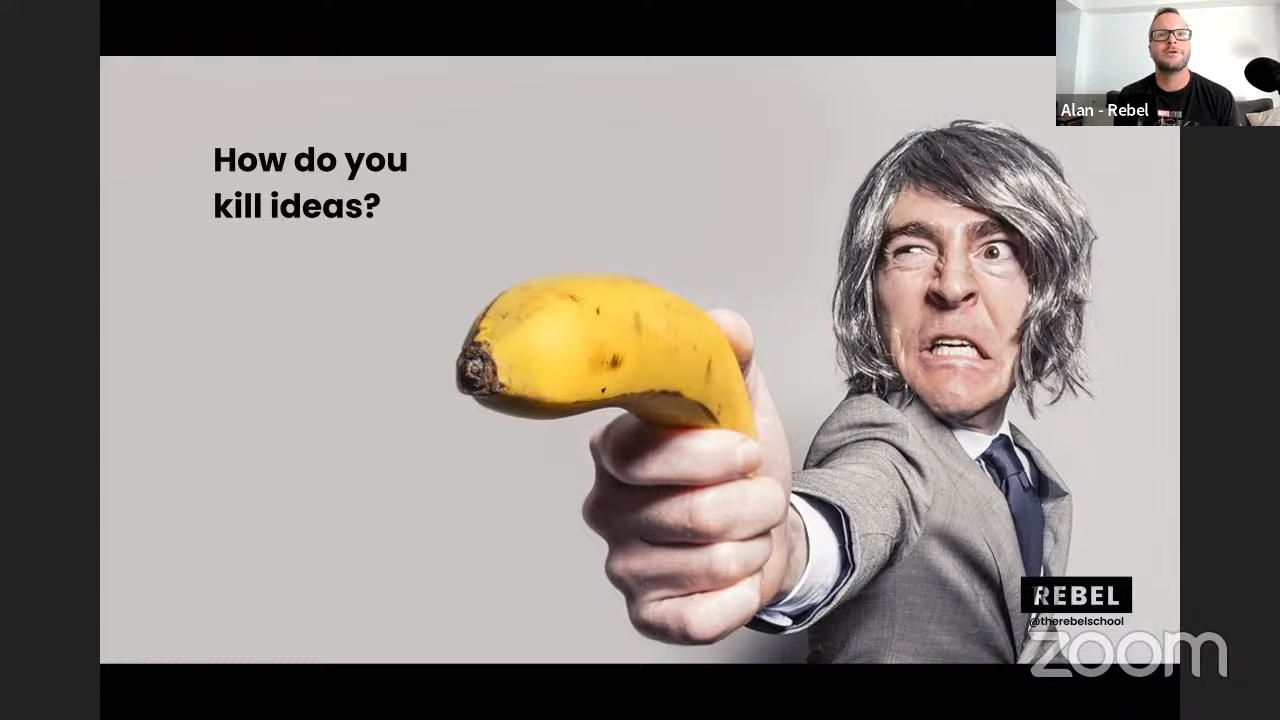 Alan - Rebel
How do you
kill ideas?
REBEL
@therebelschool
zoom